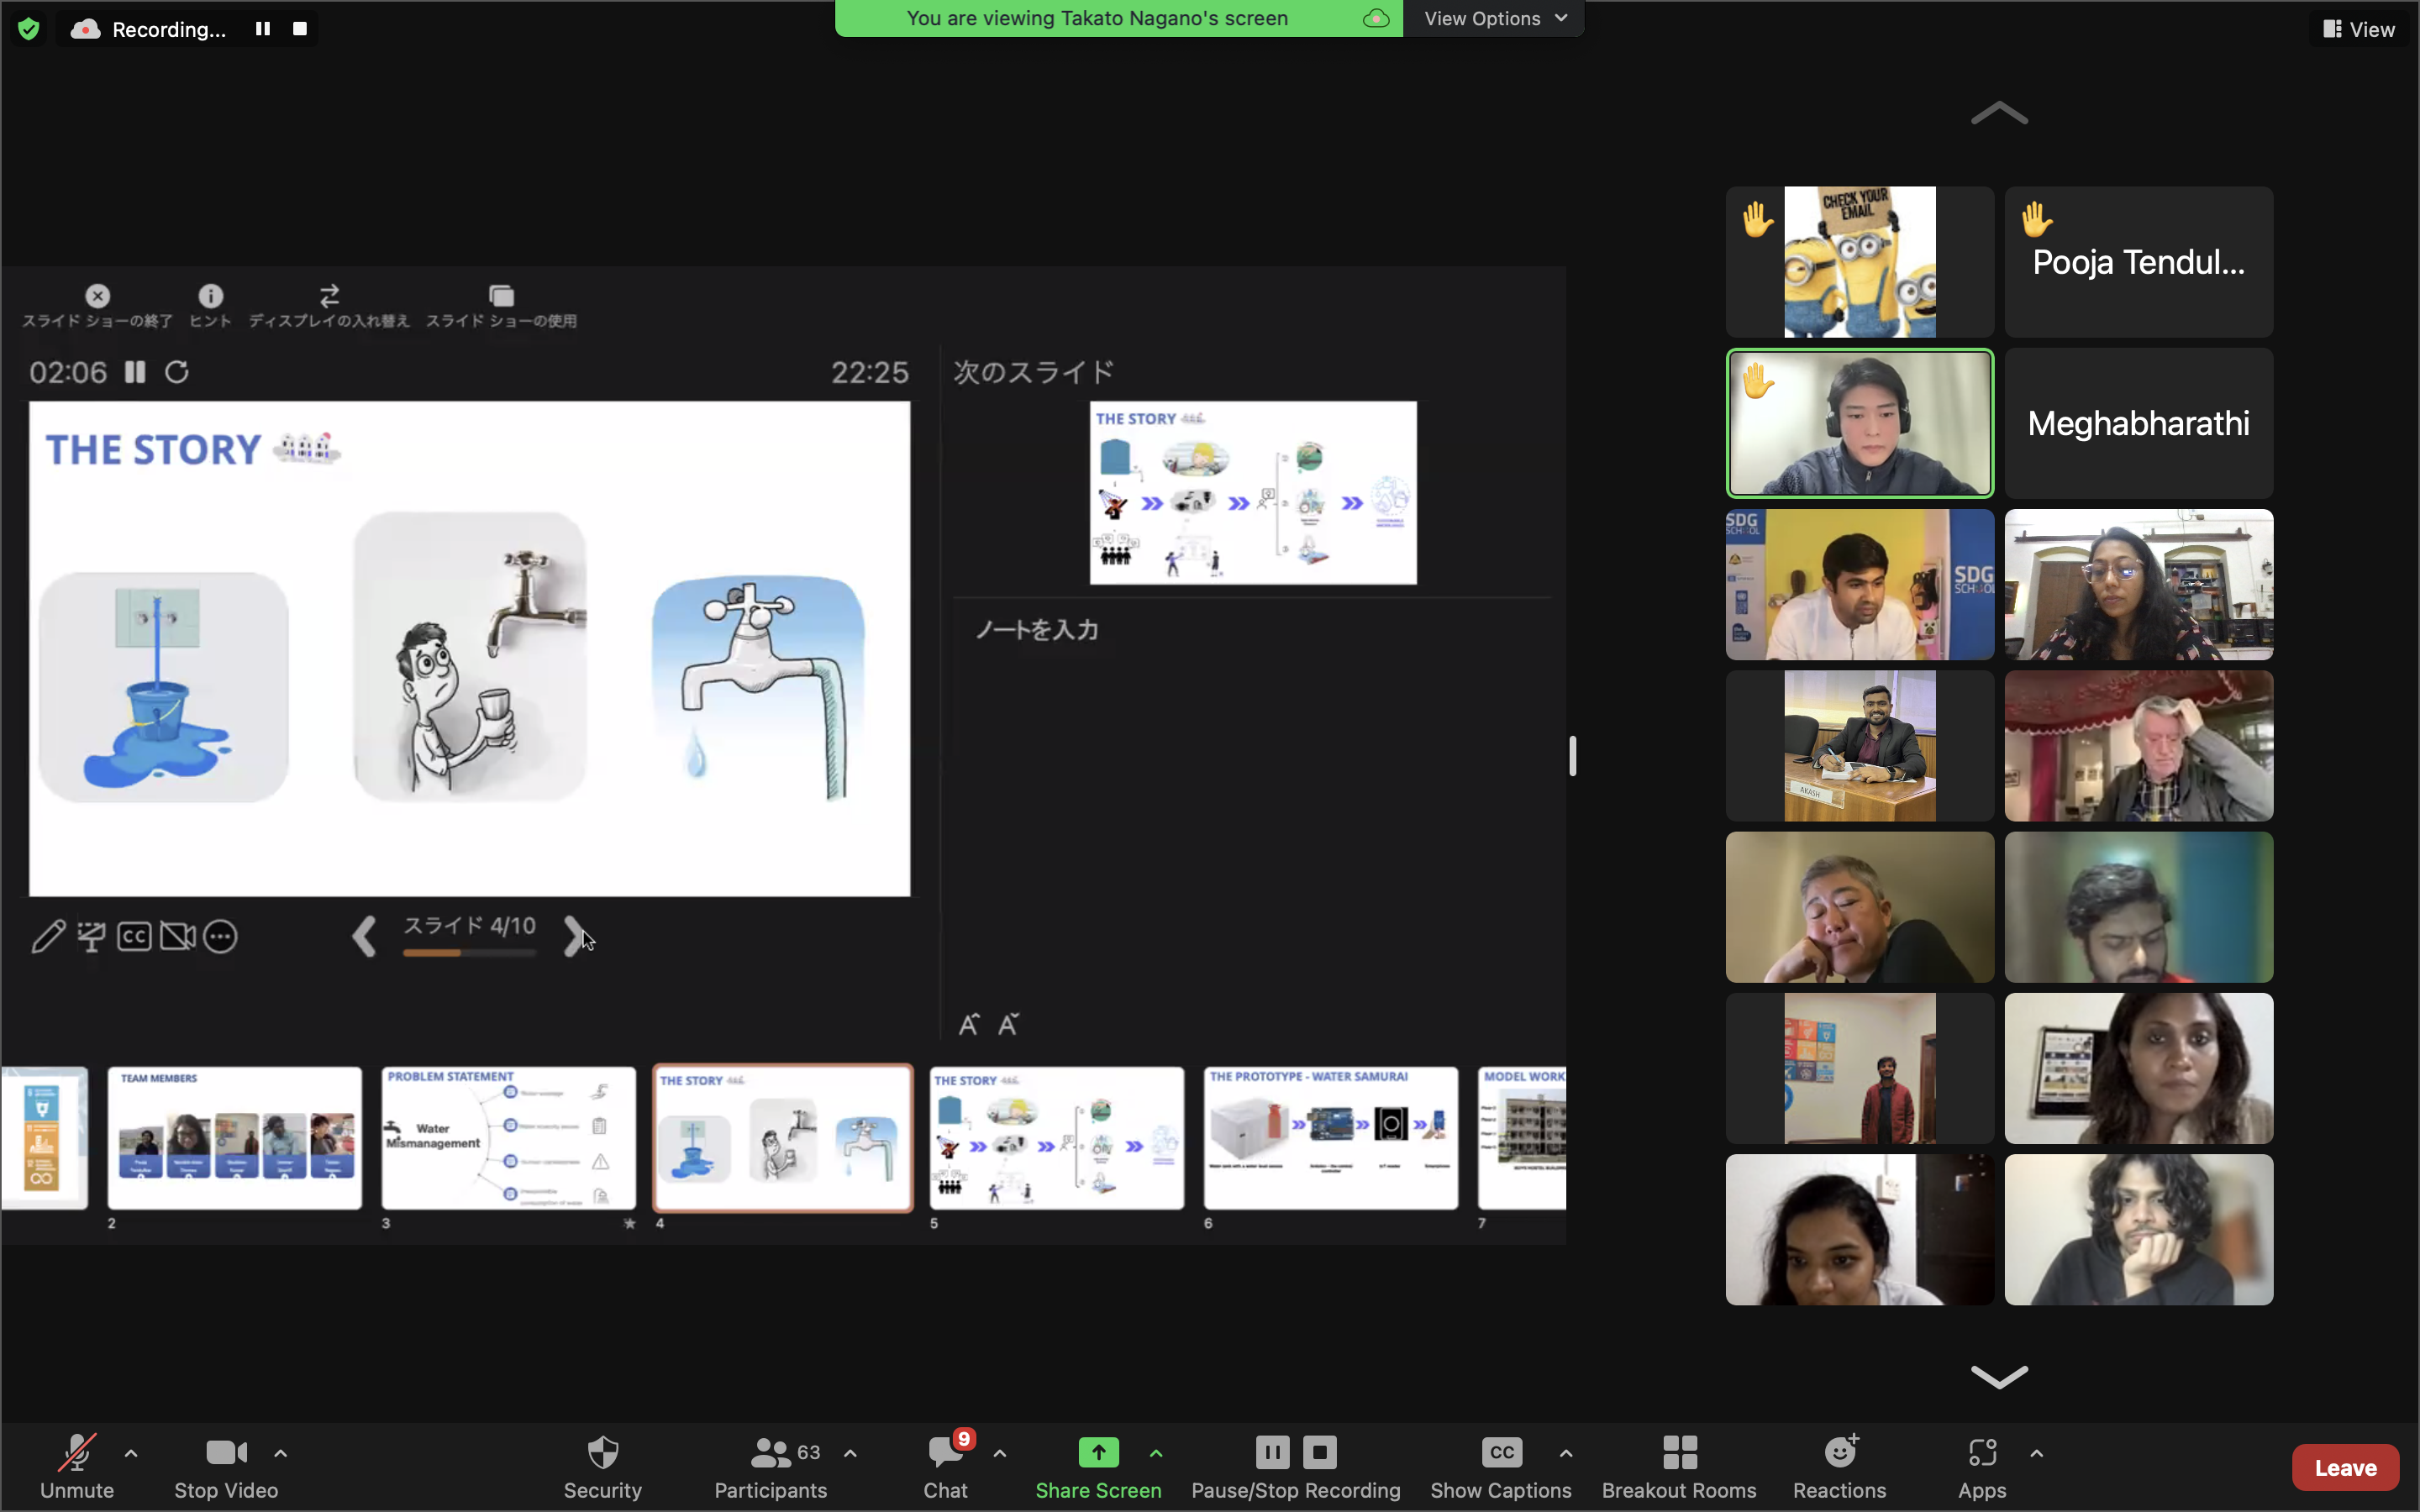 Recording...
You are viewing Takato Nagano's screen
View Options
View
CHECK YOUR
EMAIL
Pooja Tendul...
スライド ショーの終了
ヒント
ディスプレイの入れ替え
スライド ショーの使用
02:06
22:25
次のスライド
THE STORY
THE STORY
ノートを入力
Meghabharathi
SDG
SCHOOL
SDG
SCHOOL
AKASH
CC
スライド 4/10
TEAM MEMBERS
PROBLEM STATEMENT
Water
Mismanagement
THE STORY
THE STORY
THE PROTOTYPE - WATER SAMURAI
MODEL WORK
2
3
4
5
6
7
Unmute
Stop Video
Security
63
Participants
9
Chat
Share Screen
Pause/Stop Recording
CC
Show Captions
Breakout Rooms
Reactions
Apps
Leave